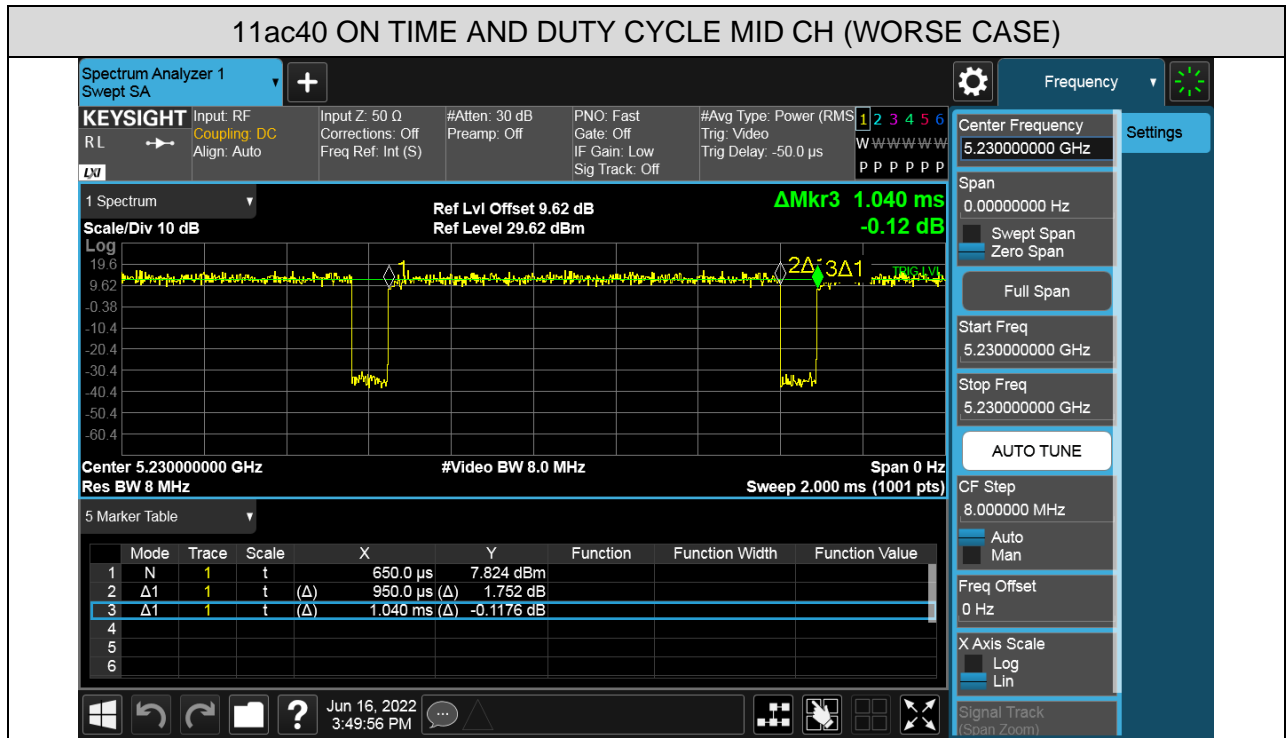 11ac40 ON TIME AND DUTY CYCLE MID CH (WORSE CASE)
Spectrum Analyzer 1
Swept SA
Frequency
KEYSIGHT
RL
LXI
Input: RF
Coupling: DC
Align: Auto
Input Z: 50 Ω
Corrections: Off
Freq Ref: Int (S)
#Atten: 30 dB
Preamp: Off
PNO: Fast
Gate: Off
IF Gain: Low
Sig Track: Off
#Avg Type: Power (RMS
Trig: Video
Trig Delay: -50.0 µs
1 2 3 4 5 6
W W W W W W
P P P P P P
1 Spectrum
Scale/Div 10 dB
Ref Lvl Offset 9.62 dB
Ref Level 29.62 dBm
ΔMkr3 1.040 ms
-0.12 dB
Log
19.6
9.62
-0.38
-10.4
-20.4
-30.4
-40.4
-50.4
-60.4
1
2Δ1
3Δ1
TRIG LVL
Center 5.230000000 GHz
#Video BW 8.0 MHz
Span 0 Hz
Res BW 8 MHz
Sweep 2.000 ms (1001 pts)
5 Marker Table
Mode Trace Scale X Y Function Function Width Function Value
1 N 1 t 650.0 µs 7.824 dBm
2 Δ1 1 t (Δ) 950.0 µs (Δ) 1.752 dB
3 Δ1 1 t (Δ) 1.040 ms (Δ) -0.1176 dB
4
5
6
Jun 16, 2022
3:49:56 PM
Center Frequency
5.230000000 GHz
Settings
Span
0.00000000 Hz
Swept Span
Zero Span
Full Span
Start Freq
5.230000000 GHz
Stop Freq
5.230000000 GHz
AUTO TUNE
CF Step
8.000000 MHz
Auto
Man
Freq Offset
0 Hz
X Axis Scale
Log
Lin
Signal Track
(Span Zoom)